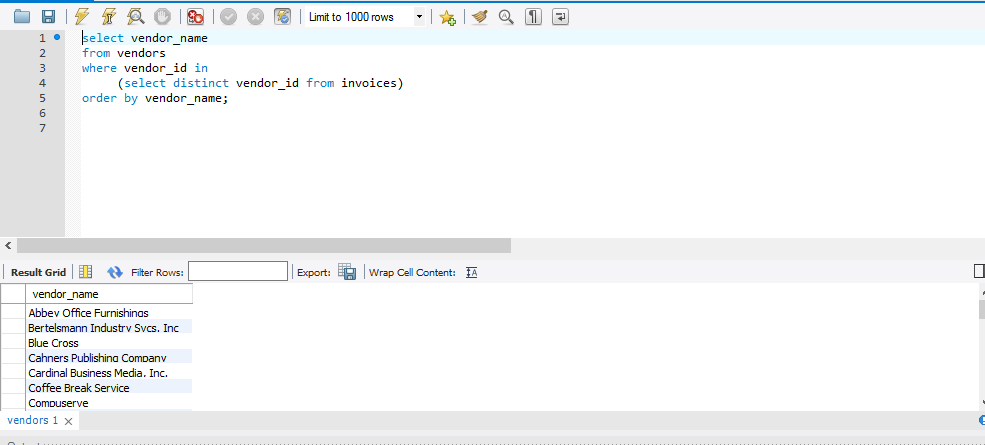 Limit to 1000 rows
1 select vendor_name
2 from vendors
3 where vendor_id in
4 (select distinct vendor_id from invoices)
5 order by vendor_name;
6
7
Result Grid Filter Rows: Export: Wrap Cell Content:
vendor_name
Abbey Office Furnishings
Bertelsmann Industry Svcs. Inc
Blue Cross
Cahners Publishing Company
Cardinal Business Media, Inc.
Coffee Break Service
Compuserve
vendors 1